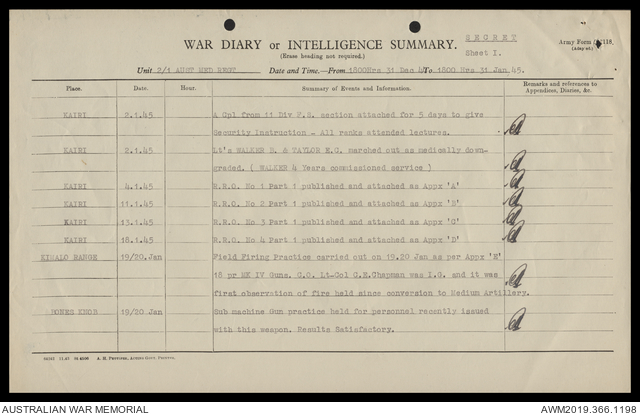 SECRET
WAR DIARY or INTELLIGENCE SUMMARY.
Sheet 1.
Army Form
(Erase heading not required.)
Unit 2/1 AUST MED REGT Date and Time.—From 1800Hrs 31 Dec 44 To 1800 Hrs 31 Jan 45.
Place. Date. Hour. Summary of Events and Information. Remarks and references to Appendices, Diaries, &c.
KAIRI 2.1.45 A Cpl from 11 Div F.S. section attached for 5 days to give
Security Instruction - All ranks attended lectures.
KAIRI 2.1.45 Lt's WALKER & TAYLOR E.G. marched out as medically down-
graded. ( WALKER 4 Years commissioned service )
KAIRI 4.1.45 R.R.O. No 1 Part 1 published and attached as Appx 'A'
KAIRI 11.1.45 R.R.O. No 2 Part 1 published and attached as Appx 'B'
KAIRI 13.1.45 R.R.O. No 3 Part 1 published and attached as Appx 'C'
KAIRI 18.1.45 R.R.O. No 4 Part 1 published and attached as Appx 'D'
RANGE 19/20.Jan Field Firing Practice carried out on 19.20 Jan as per Appx 'E'
18 pr MK IV Guns. C.O. Lt-Col G.E.Chapman was I.G. and it was
first observation of fire held since conversion to Medium Artillery.
BONES KNOB 19/20 Jan Sub machine Gun practice held for personnel recently issued
with this weapon. Results Satisfactory.
AUSTRALIAN WAR MEMORIAL
AWM2019.366.1198